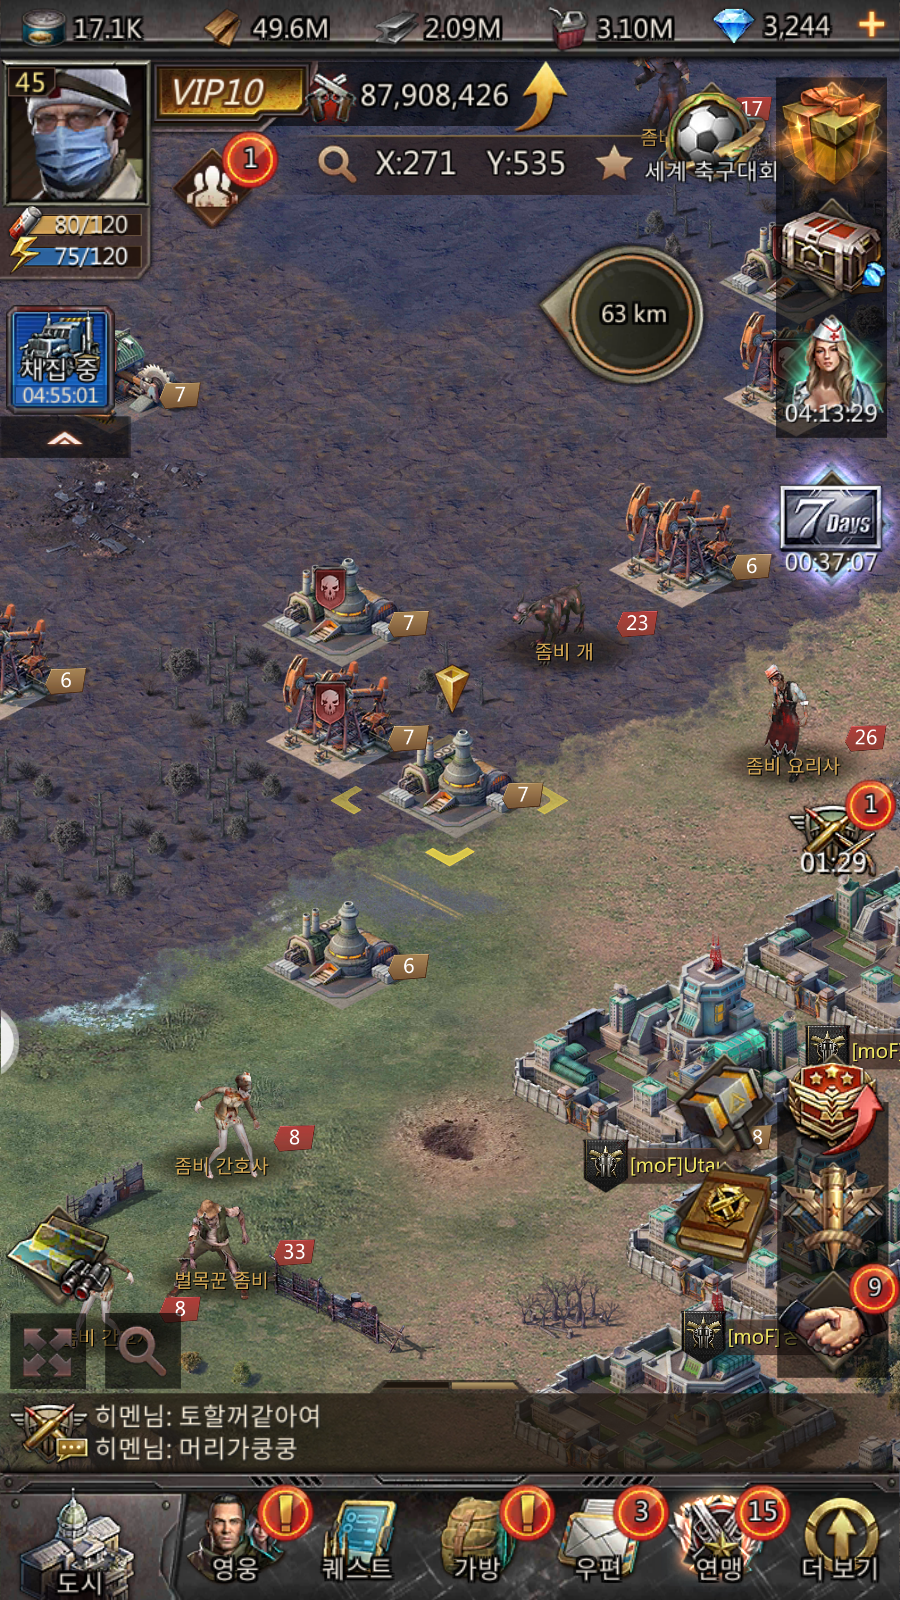 17.1K 49.6M 2.09M 3.10M 3,244
45
VIP10
87,908,426
17
1
X:271 Y:535
세계 축구대회
80/120
75/120
63 km
채집 중
04:55:01
7
04:13:29
7 Days
00:37:07
6
7
23
좀비 개
6
7
26
좀비 요리사
7
1
01:29
6
[moF]
8
좀비 간호사
8
[moF]Uta
33
벌목꾼 좀비
8
9
[moF]
히멘님: 토할꺼같아여
히멘님: 머리가쿵쿵
3
15
도시
영웅
퀘스트
가방
우편
연맹
더 보기